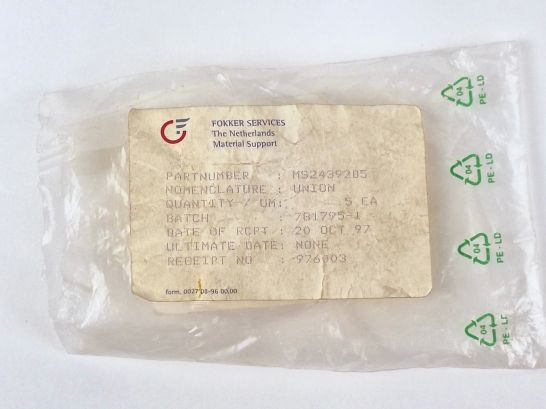 FOKKER SERVICES
The Netherlands
Material Support
PARTNUMBER : MS2439205
NOMENCLATURE : UNION
QUANTITY / UM: 5 EA
BATCH : 781795-1
DATE OF RCPT : 20 OCT 97
ULTIMATE DATE: NONE
RECEIPT NO : 976003
form. 0027 08-96 00.00
04
PE-LD
04
PE-LD
04
PE-LD
04
PE-LD